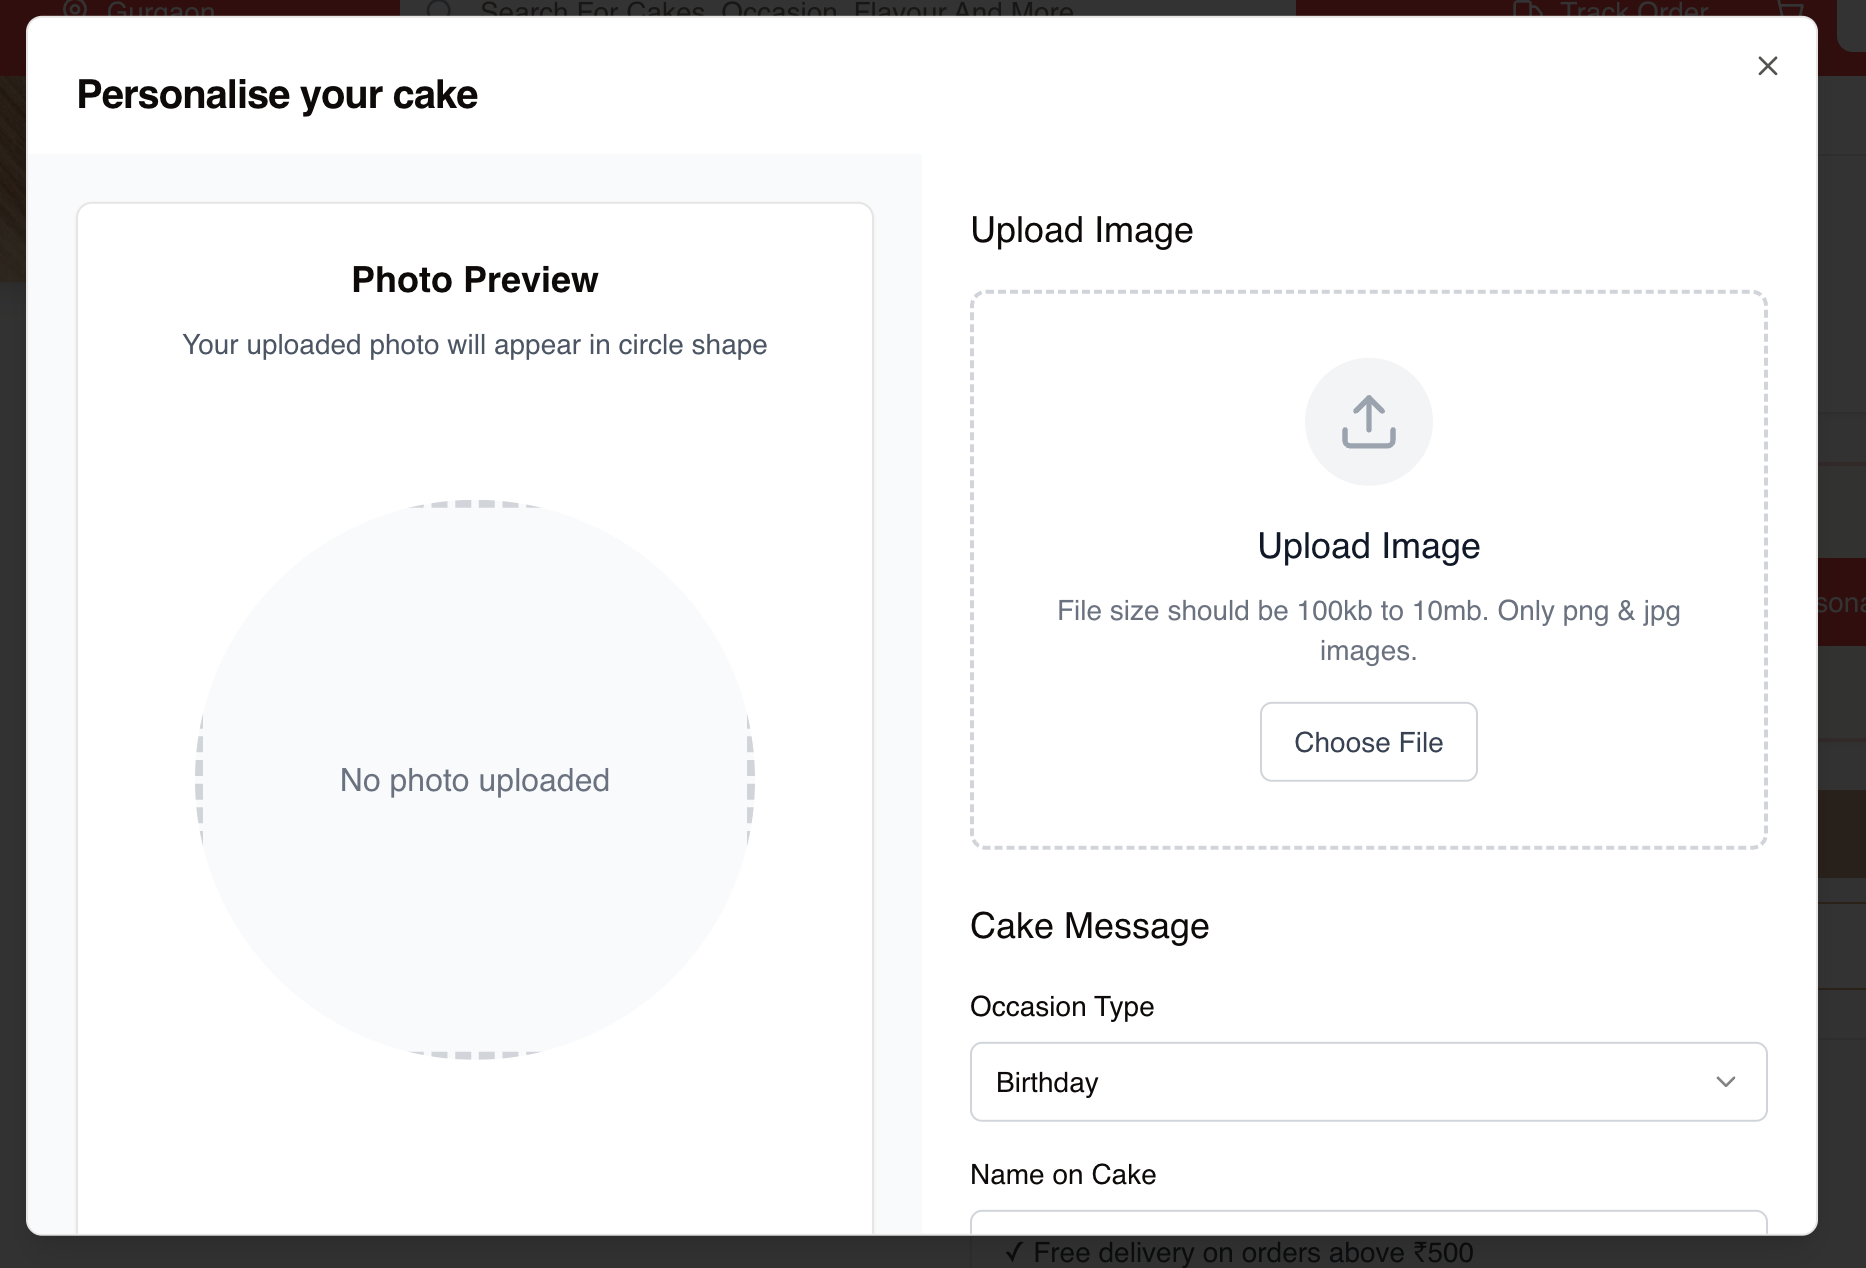 Gurgaon
Search For Cakes, Occasion, Flavour And More
Track Order
Personalise your cake
Photo Preview
Your uploaded photo will appear in circle shape
No photo uploaded
Upload Image
Upload Image
File size should be 100kb to 10mb. Only png & jpg
images.
Choose File
Cake Message
Occasion Type
Birthday
Name on Cake
✓ Free delivery on orders above ₹500